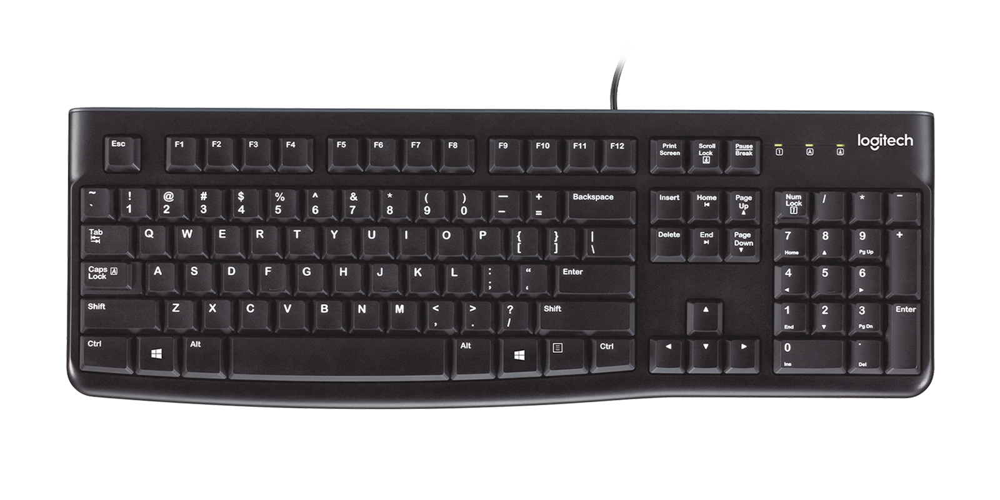 logitech
Esc F1 F2 F3 F4 F5 F6 F7 F8 F9 F10 F11 F12 Print Screen Scroll Lock Pause Break 1 A
~ ! @ # $ % ^ & * ( ) — + Backspace Insert Home Page Up Num Lock 1 / * -
` 1 2 3 4 5 6 7 8 9 0 – =
Tab Q W E R T Y U I O P { } | Delete End Page Down 7 8 9 +
[ ] \ Home Pg Up
Caps Lock A A S D F G H J K L : “ Enter 4 5 6
; ‘
Shift Z X C V B N M < > ? Shift 1 2 3 Enter
, . / End Pg Dn
Ctrl Alt Alt Ctrl 0 .
Ins Del